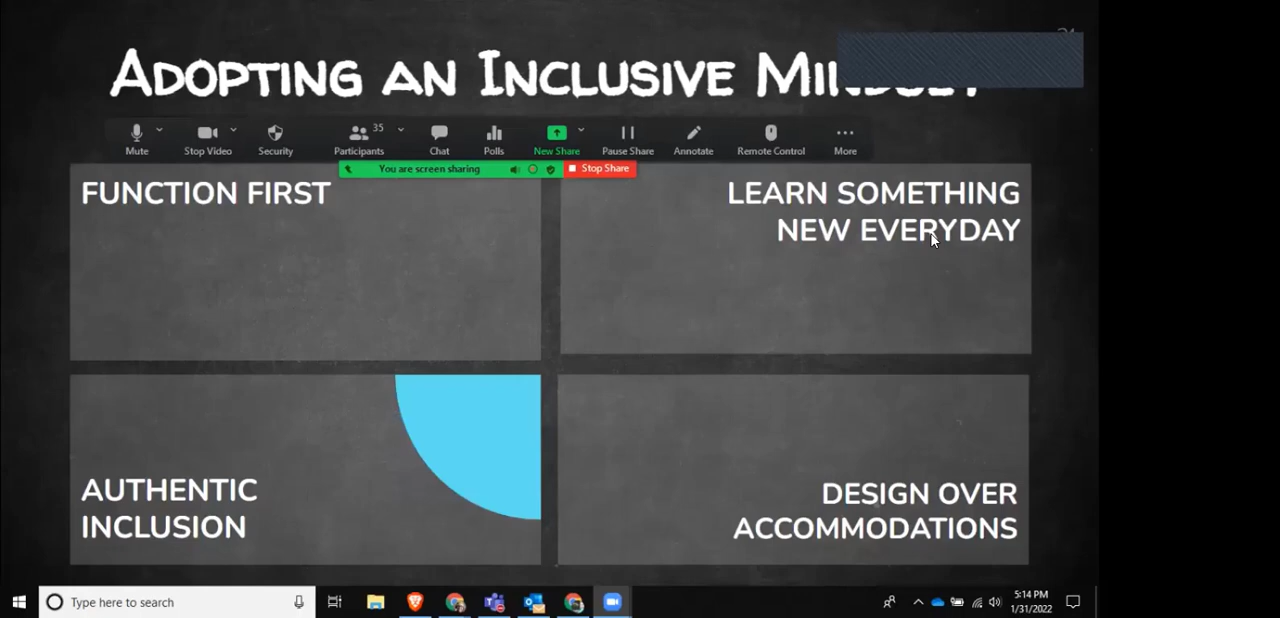 ADOPTING AN INCLUSIVE
Mute
Stop Video
Security
35
Participants
Chat
Polls
New Share
Pause Share
Annotate
Remote Control
More
You are screen sharing
Stop Share
FUNCTION FIRST
LEARN SOMETHING
NEW EVERYDAY
AUTHENTIC
INCLUSION
DESIGN OVER
ACCOMMODATIONS
Type here to search
5:14 PM
1/31/2022